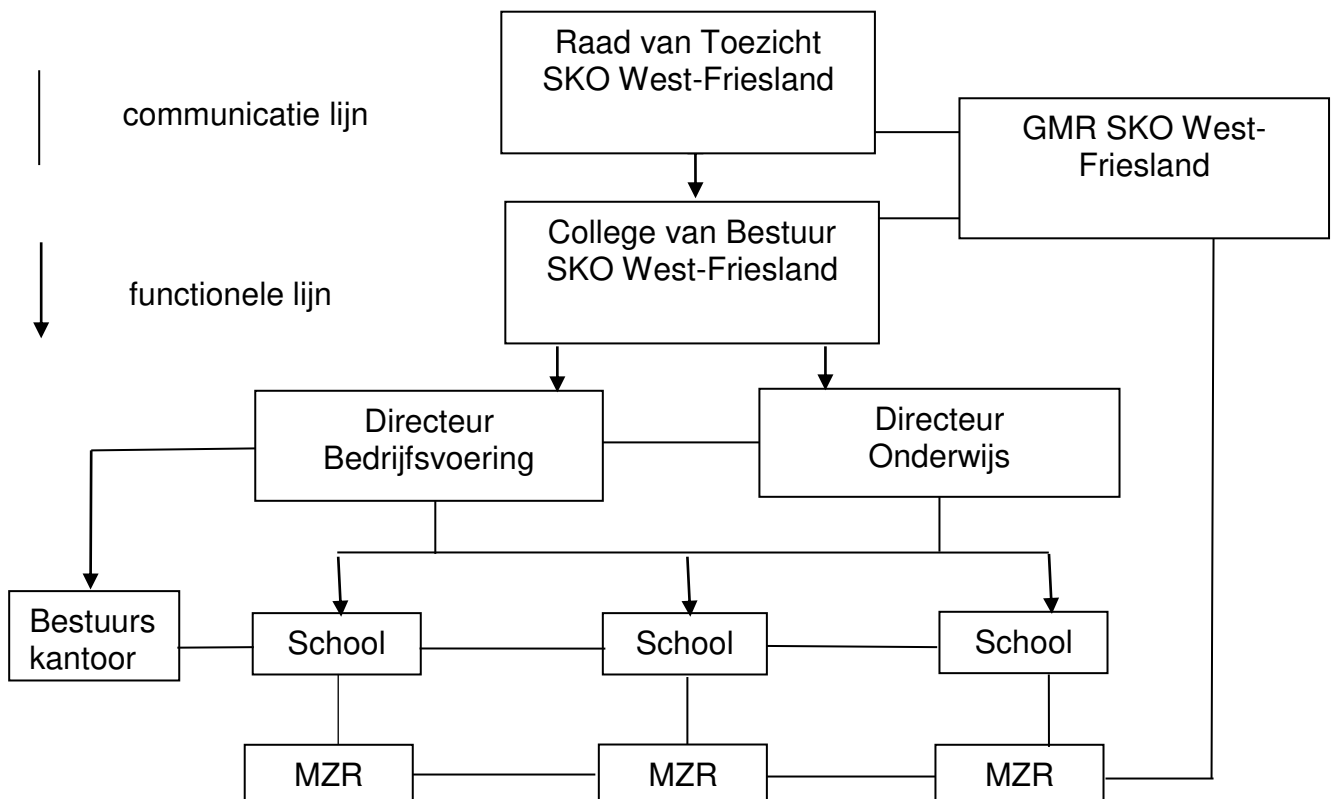 Raad van Toezicht
SKO West-Friesland
communicatie lijn
GMR SKO West-
Friesland
College van Bestuur
SKO West-Friesland
functionele lijn
Directeur
Bedrijfsvoering
Directeur
Onderwijs
Bestuurs
kantoor
School
School
School
MZR
MZR
MZR